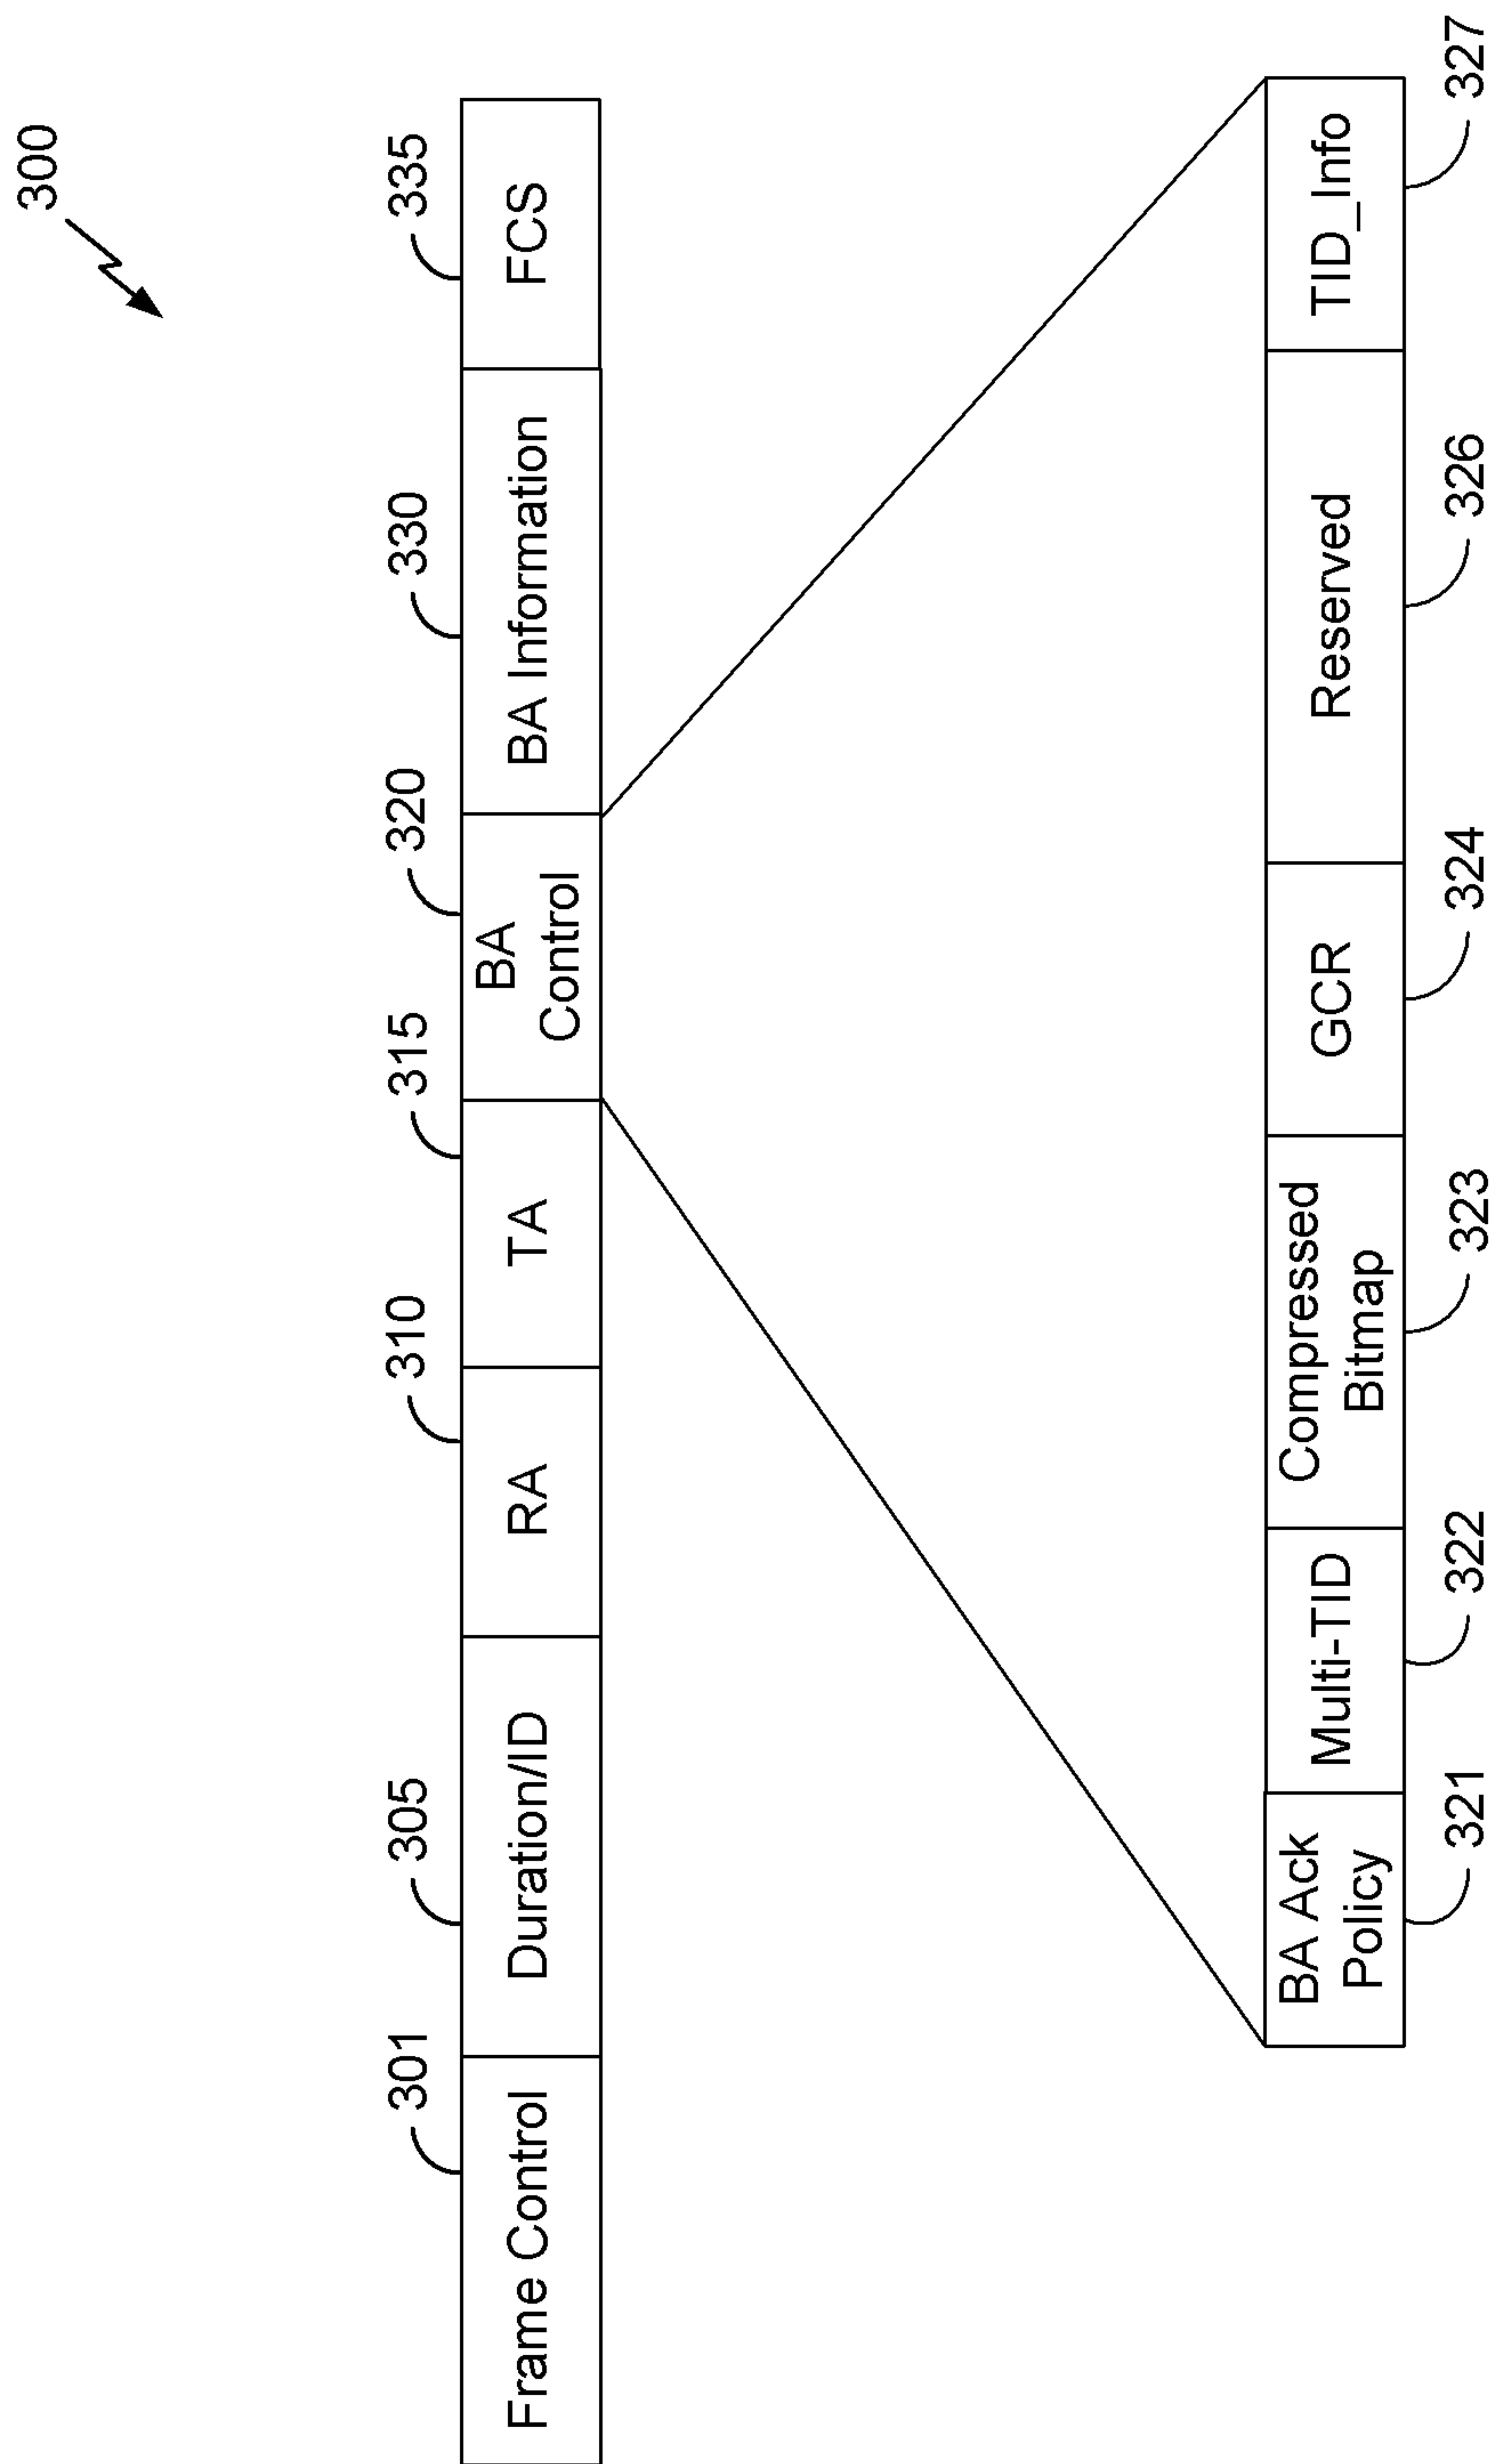 300
301
305
310
315
320
330
335
Frame Control
Duration/ID
RA
TA
BA
Control
BA Information
FCS
BA Ack
Policy
Multi-TID
Compressed
Bitmap
GCR
Reserved
TID_Info
321
322
323
324
326
327